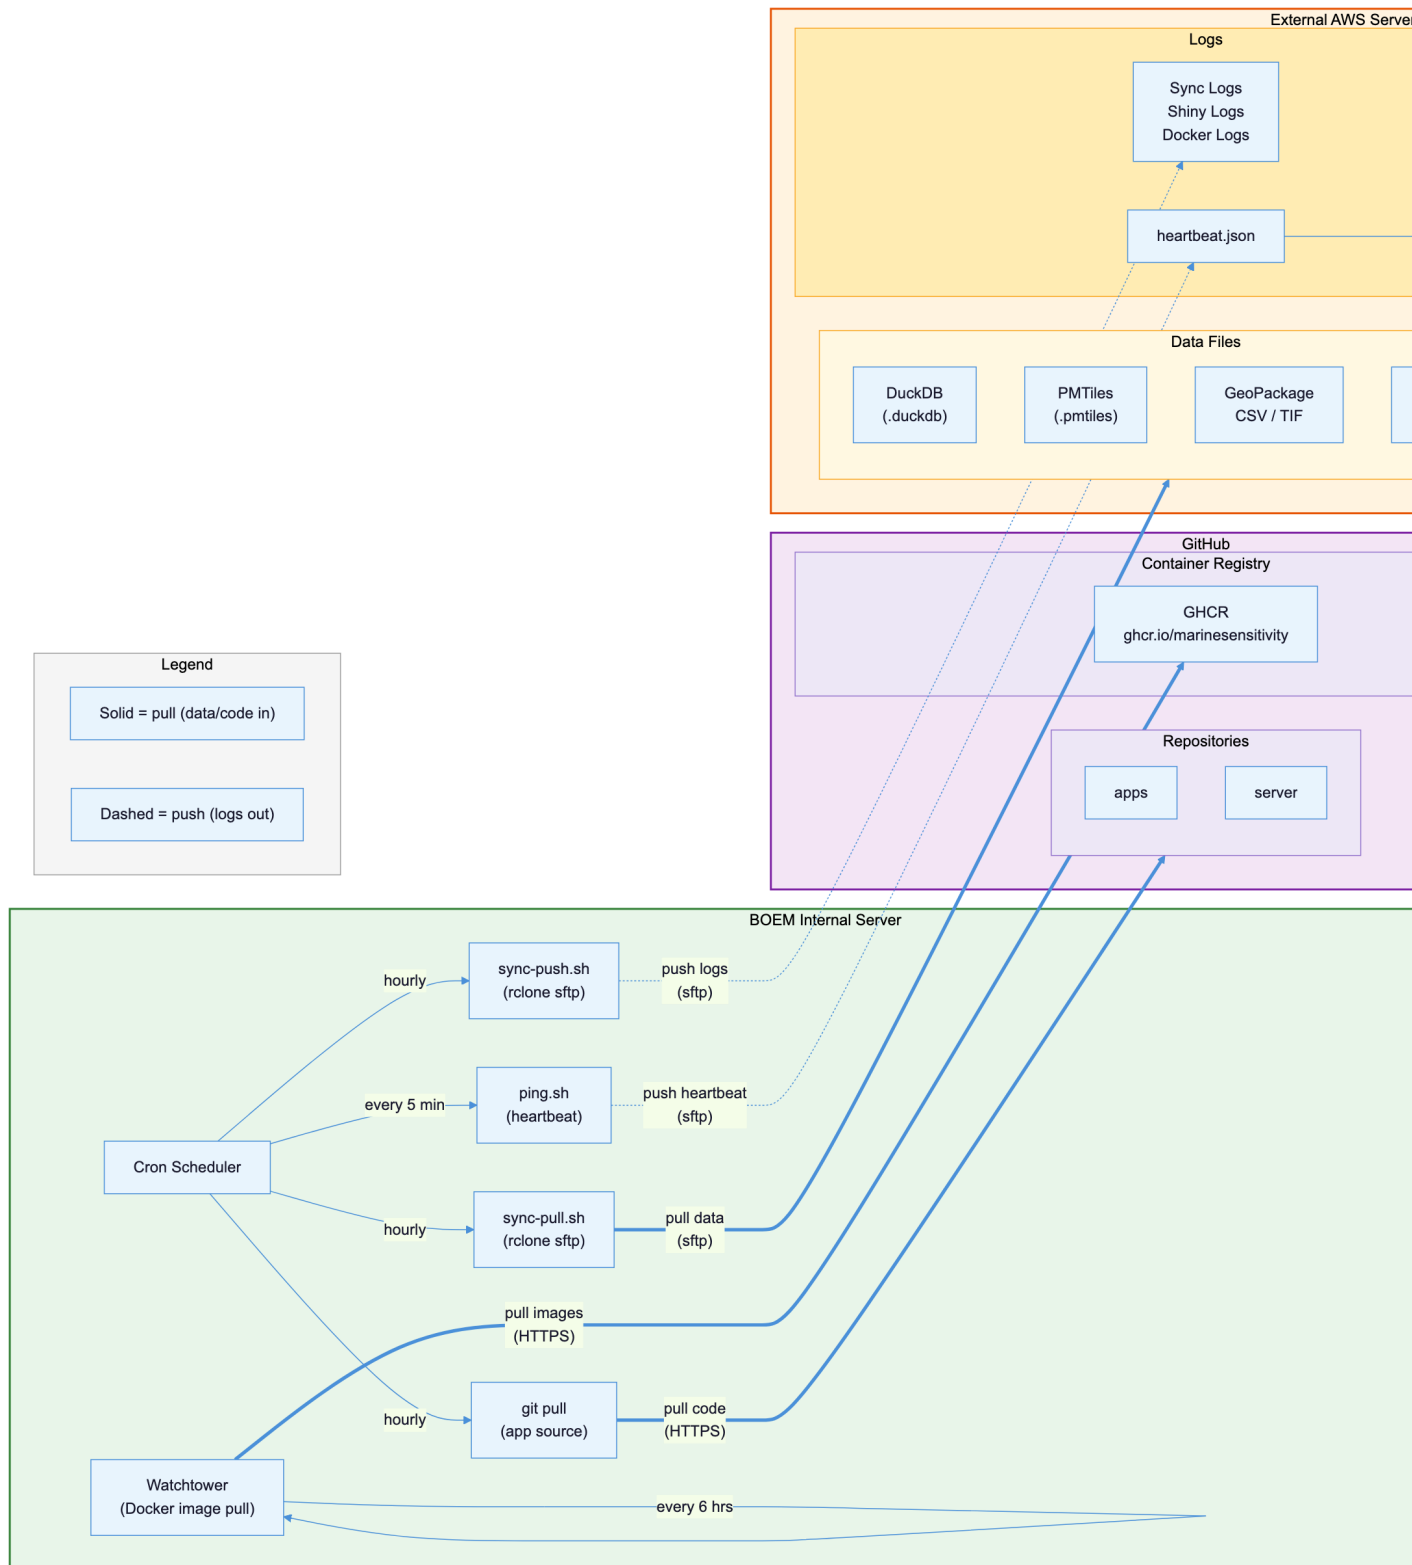 External AWS Server
Logs
Sync Logs
Shiny Logs
Docker Logs
heartbeat.json
Data Files
DuckDB
(.duckdb)
PMTiles
(.pmtiles)
GeoPackage
CSV / TIF
GitHub
Container Registry
GHCR
ghcr.io/marinesensitivity
Repositories
apps
server
Legend
Solid = pull (data/code in)
Dashed = push (logs out)
BOEM Internal Server
hourly
sync-push.sh
(rclone sftp)
push logs
(sftp)
every 5 min
ping.sh
(heartbeat)
push heartbeat
(sftp)
Cron Scheduler
hourly
sync-pull.sh
(rclone sftp)
pull data
(sftp)
pull images
(HTTPS)
hourly
git pull
(app source)
pull code
(HTTPS)
Watchtower
(Docker image pull)
every 6 hrs